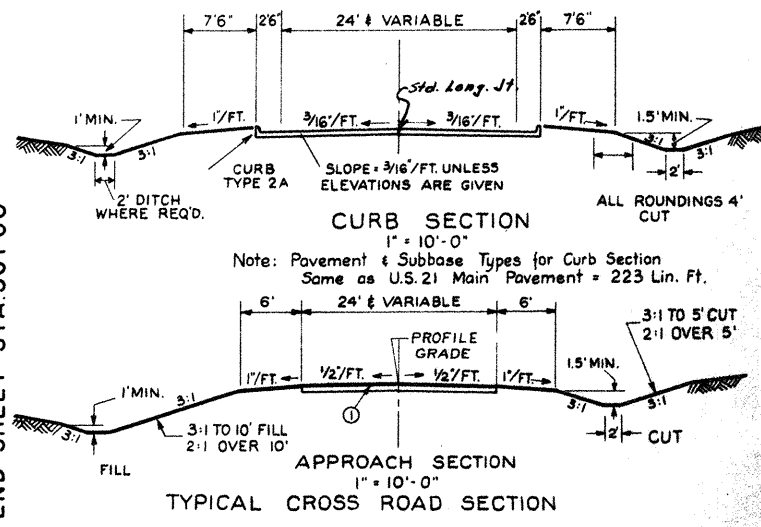 7'6" 2'6" 24' & VARIABLE 2'6" 7'6"
Std. Long. Jt.
1' MIN. 1"/FT. 3/16"/FT. 3/16"/FT. 1"/FT. 1.5' MIN.
3:1 3:1 3:1 3:1
2' DITCH
WHERE REQ'D.
CURB
TYPE 2A
SLOPE = 3/16"/FT. UNLESS
ELEVATIONS ARE GIVEN
2'
ALL ROUNDINGS 4'
CUT
CURB SECTION
1" = 10'-0"
Note: Pavement & Subbase Types for Curb Section
Same as U.S. 21 Main Pavement = 223 Lin. Ft.
6' 24' & VARIABLE 6'
3:1 TO 5' CUT
2:1 OVER 5'
PROFILE
GRADE
1' MIN. 1"/FT. 1/2"/FT. 1/2"/FT. 1"/FT. 1.5' MIN.
3:1 3:1 3:1 3:1
3:1 TO 10' FILL
2:1 OVER 10'
1
2'
CUT
FILL
APPROACH SECTION
1" = 10'-0"
TYPICAL CROSS ROAD SECTION